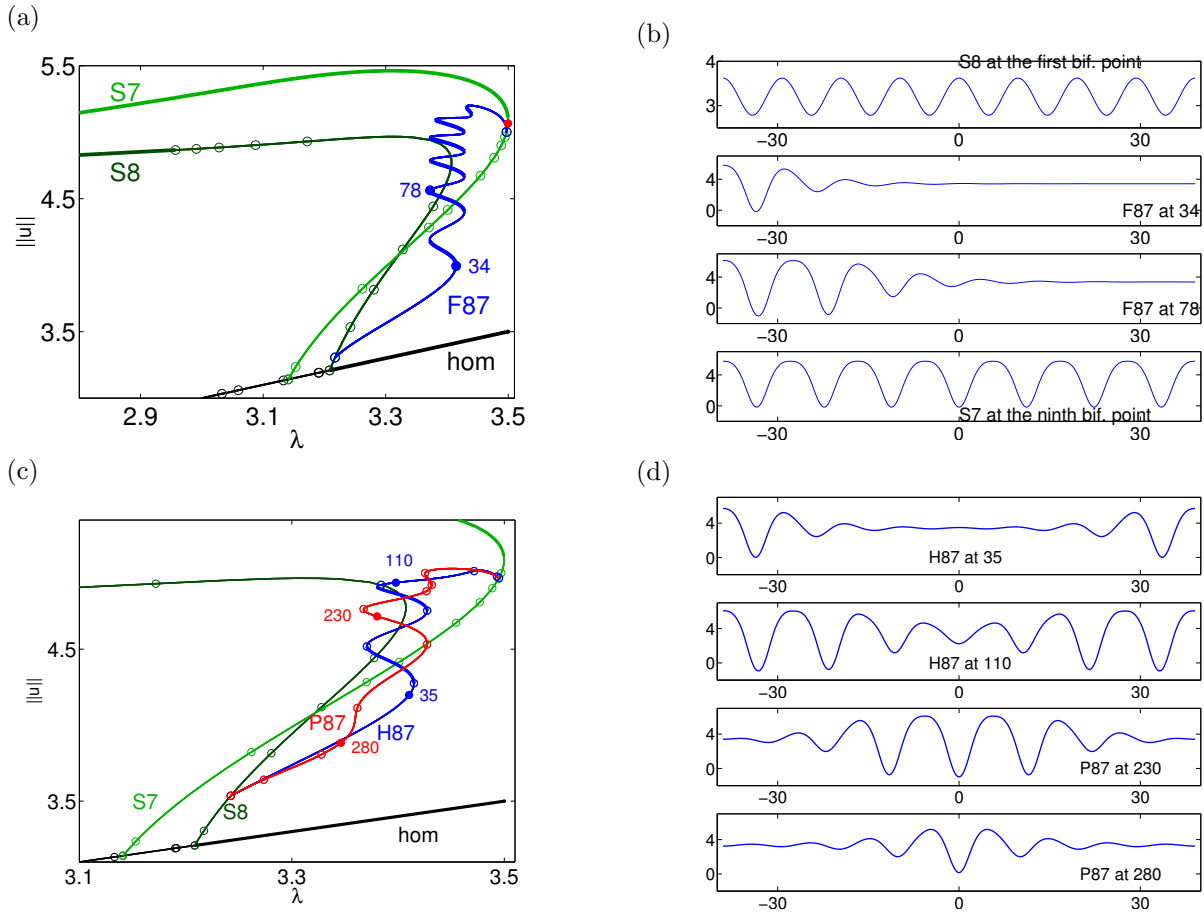 (a)
5.5
4.5
3.5
||u||
S7
S8
78
34
F87
hom
2.9 3.1 3.3 3.5
λ
(b)
S8 at the first bif. point
4
3
−30 0 30
F87 at 34
4
0
−30 0 30
F87 at 78
4
0
−30 0 30
S7 at the ninth bif. point
4
0
−30 0 30
(c)
4.5
3.5
||u||
110
230
35
P87
H87
280
S7
S8
hom
3.1 3.3 3.5
λ
(d)
4
0
H87 at 35
−30 0 30
4
0
H87 at 110
−30 0 30
4
0
P87 at 230
−30 0 30
4
0
P87 at 280
−30 0 30